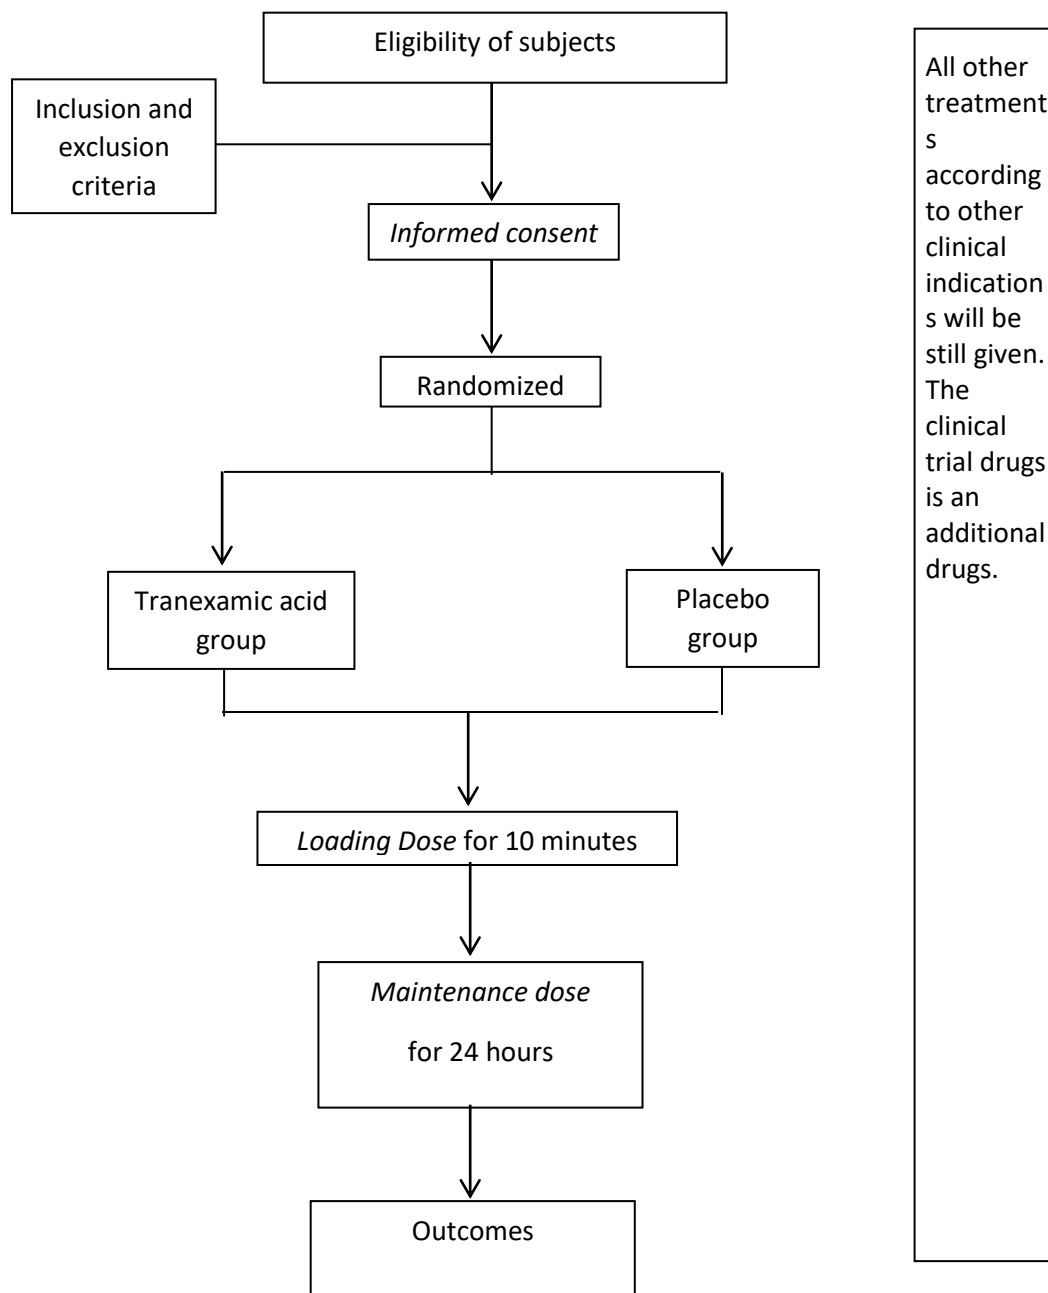 Eligibility of subjects
Inclusion and
exclusion
criteria
Informed consent
Randomized
Tranexamic acid
group
Placebo
group
Loading Dose for 10 minutes
Maintenance dose
for 24 hours
Outcomes
All other
treatment
s
according
to other
clinical
indication
s will be
still given.
The
clinical
trial drugs
is an
additional
drugs.